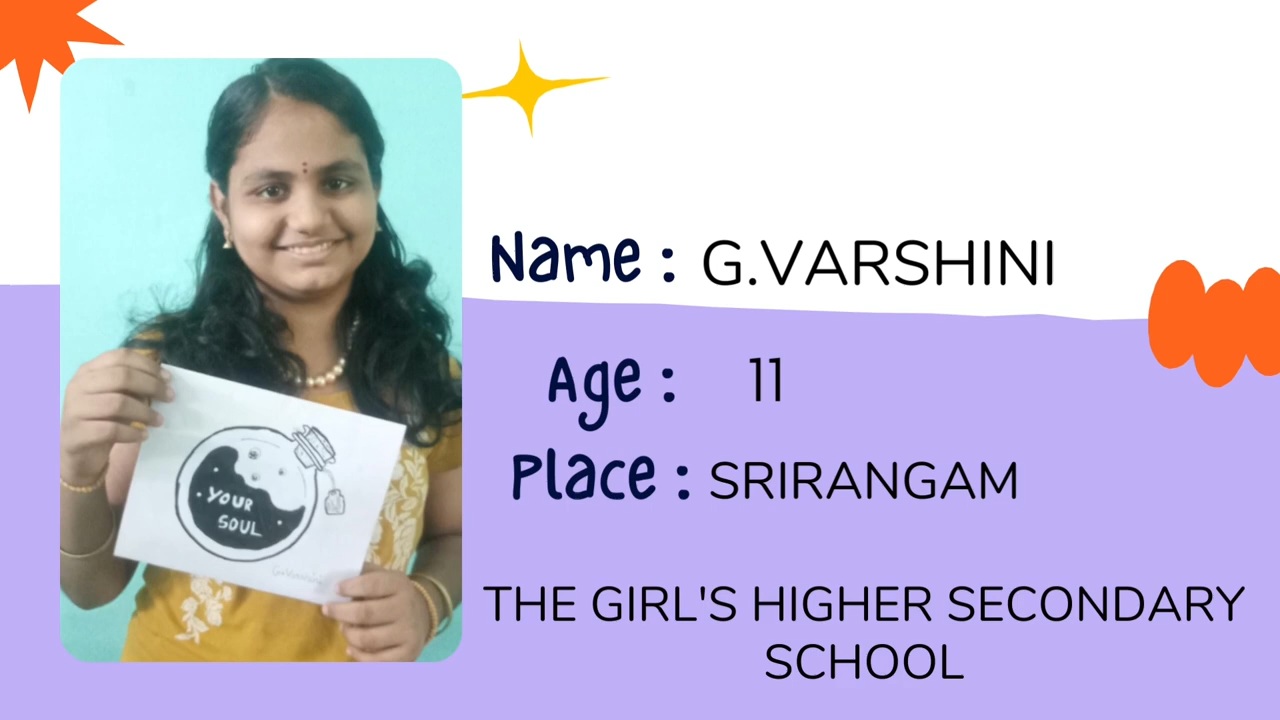 Name : G.VARSHINI
Age : 11
Place : SRIRANGAM
THE GIRL'S HIGHER SECONDARY
SCHOOL
YOUR
SOUL